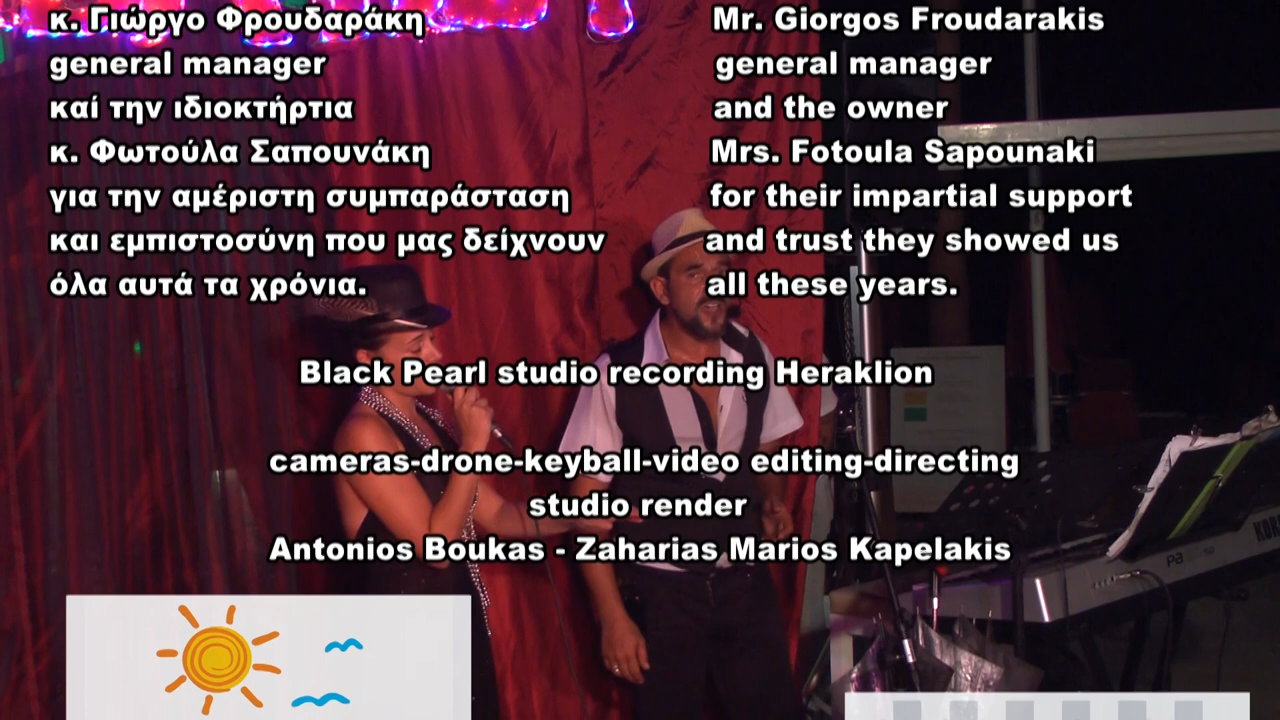 κ. Γιώργο Φρουδαράκη
general manager
καί την ιδιοκτήρτια
κ. Φωτούλα Σαπουνάκη
για την αμέριστη συμπαράσταση
και εμπιστοσύνη που μας δείχνουν
όλα αυτά τα χρόνια.
Mr. Giorgos Froudarakis
general manager
and the owner
Mrs. Fotoula Sapounaki
for their impartial support
and trust they showed us
all these years.
Black Pearl studio recording Heraklion
cameras-drone-keyball-video editing-directing
studio render
Antonios Boukas - Zaharias Marios Kapelakis